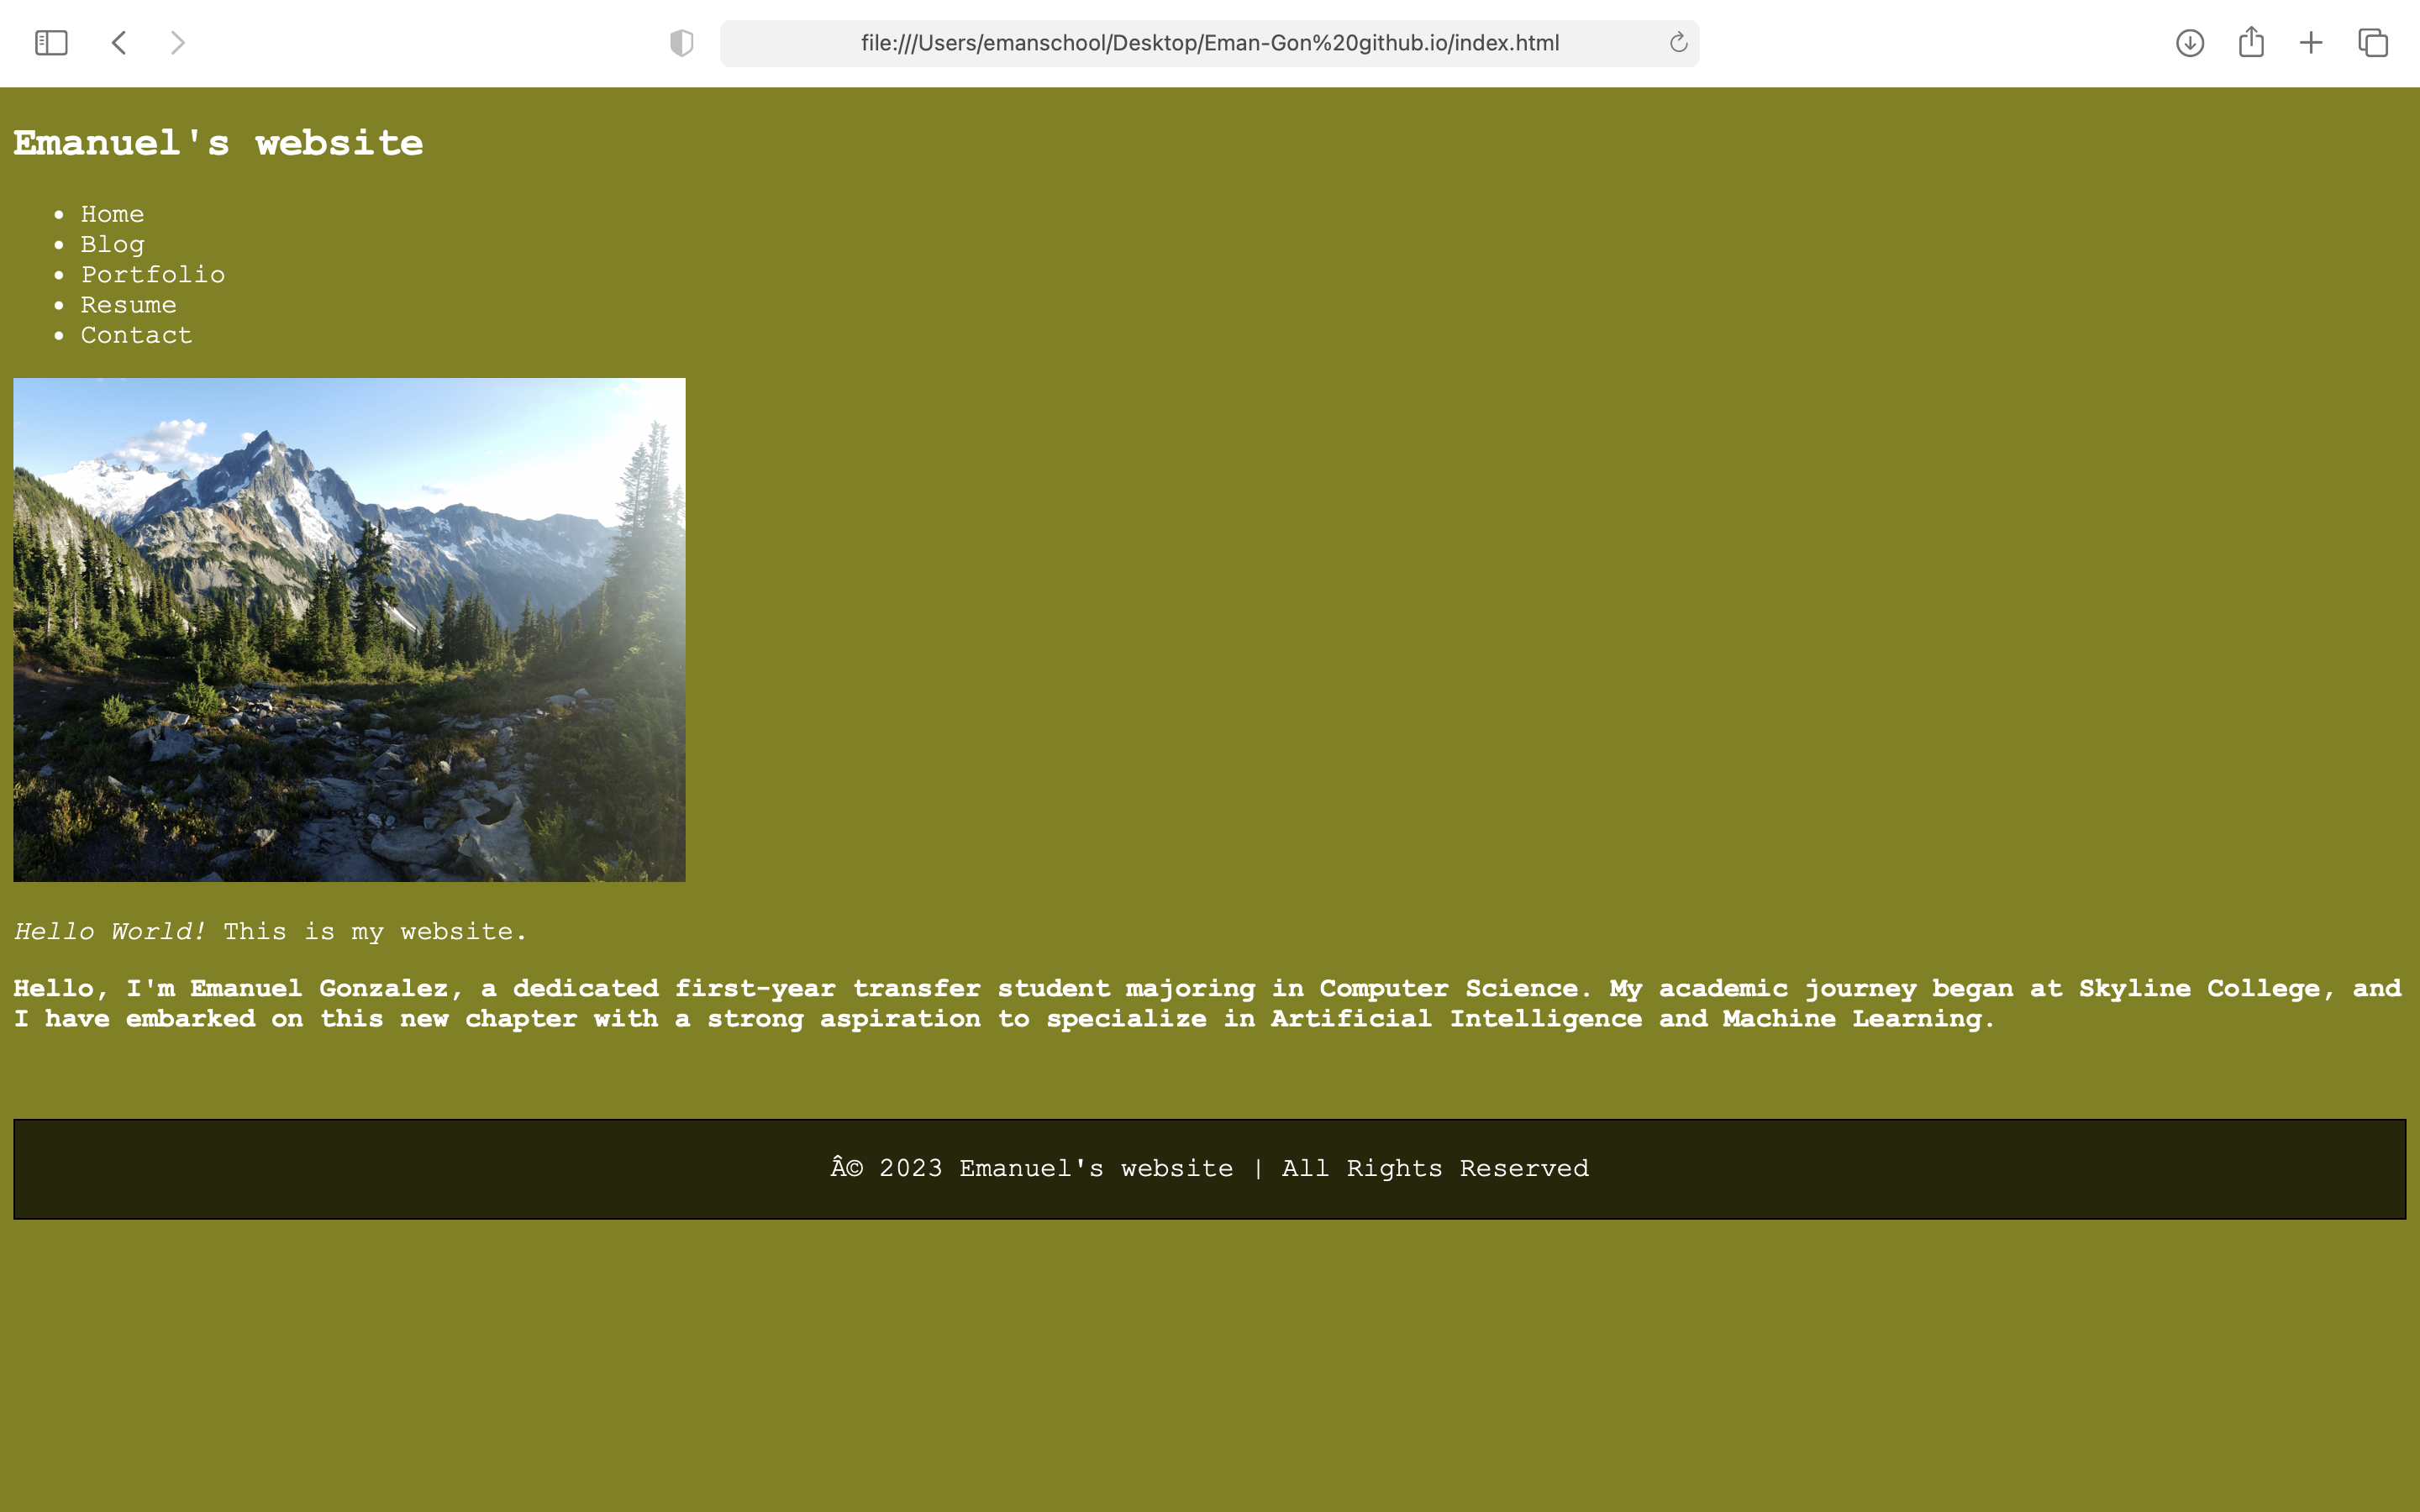 file:///Users/emanschool/Desktop/Eman-Gon%20github.io/index.html
Emanuel's website
Home
Blog
Portfolio
Resume
Contact
Hello World! This is my website.
Hello, I'm Emanuel Gonzalez, a dedicated first-year transfer student majoring in Computer Science. My academic journey began at Skyline College, and
I have embarked on this new chapter with a strong aspiration to specialize in Artificial Intelligence and Machine Learning.
Â© 2023 Emanuel's website | All Rights Reserved